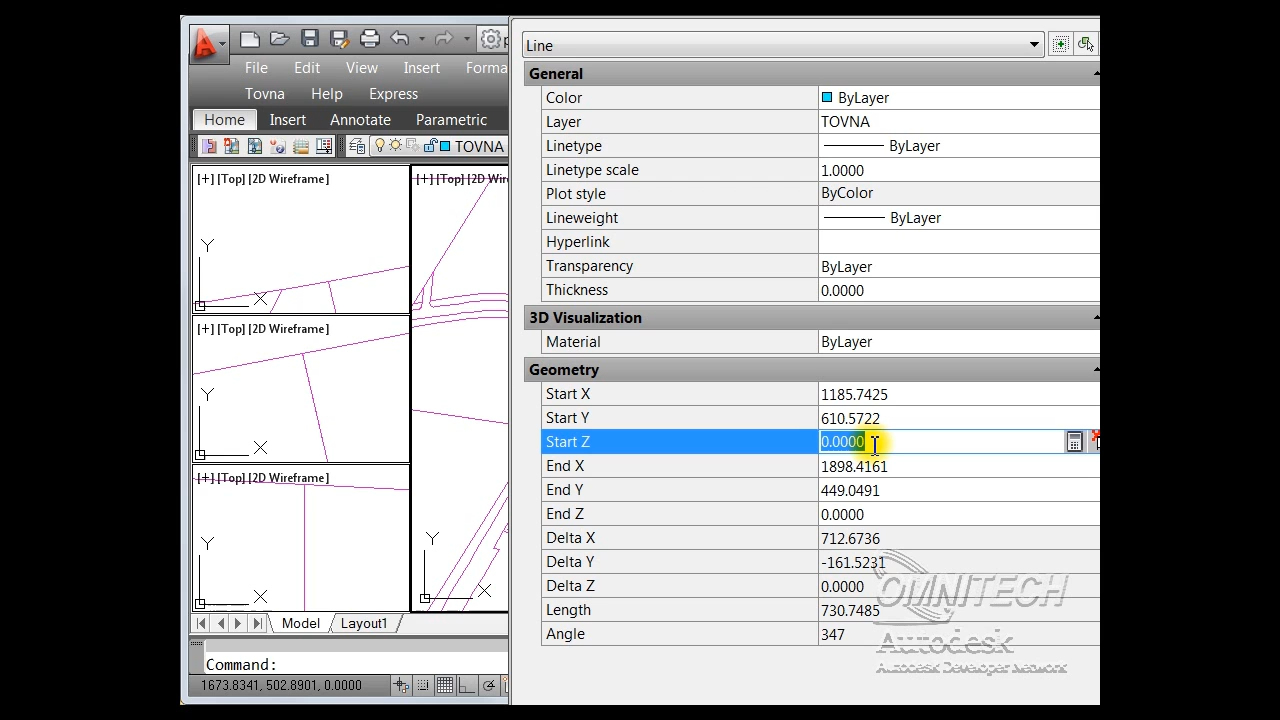 Line
File Edit View Insert Forma
Tovna Help Express
Home Insert Annotate Parametric
TOVNA
[+] [Top] [2D Wireframe]
Y
X
[+] [Top] [2D Wireframe]
Y
X
[+] [Top] [2D Wireframe]
Y
X
[+] [Top] [2D Wir
Y
X
Model Layout1
Command:
1673.8341, 502.8901, 0.0000
General
Color ByLayer
Layer TOVNA
Linetype ByLayer
Linetype scale 1.0000
Plot style ByColor
Lineweight ByLayer
Hyperlink
Transparency ByLayer
Thickness 0.0000
3D Visualization
Material ByLayer
Geometry
Start X 1185.7425
Start Y 610.5722
Start Z 0.0000
End X 1898.4161
End Y 449.0491
End Z 0.0000
Delta X 712.6736
Delta Y -161.5231
Delta Z 0.0000
Length 730.7485
Angle 347
OMNITECH
Autodesk
Autodesk Developer Network